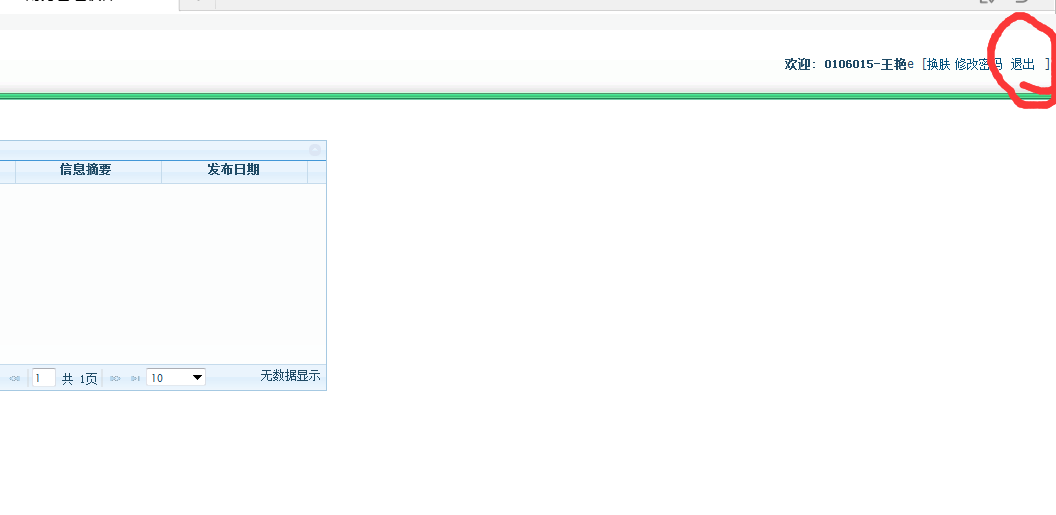 欢迎: 0106015-王艳e [换肤 修改密码 退出 ]
信息摘要 发布日期
1 共 1页 10 无数据显示